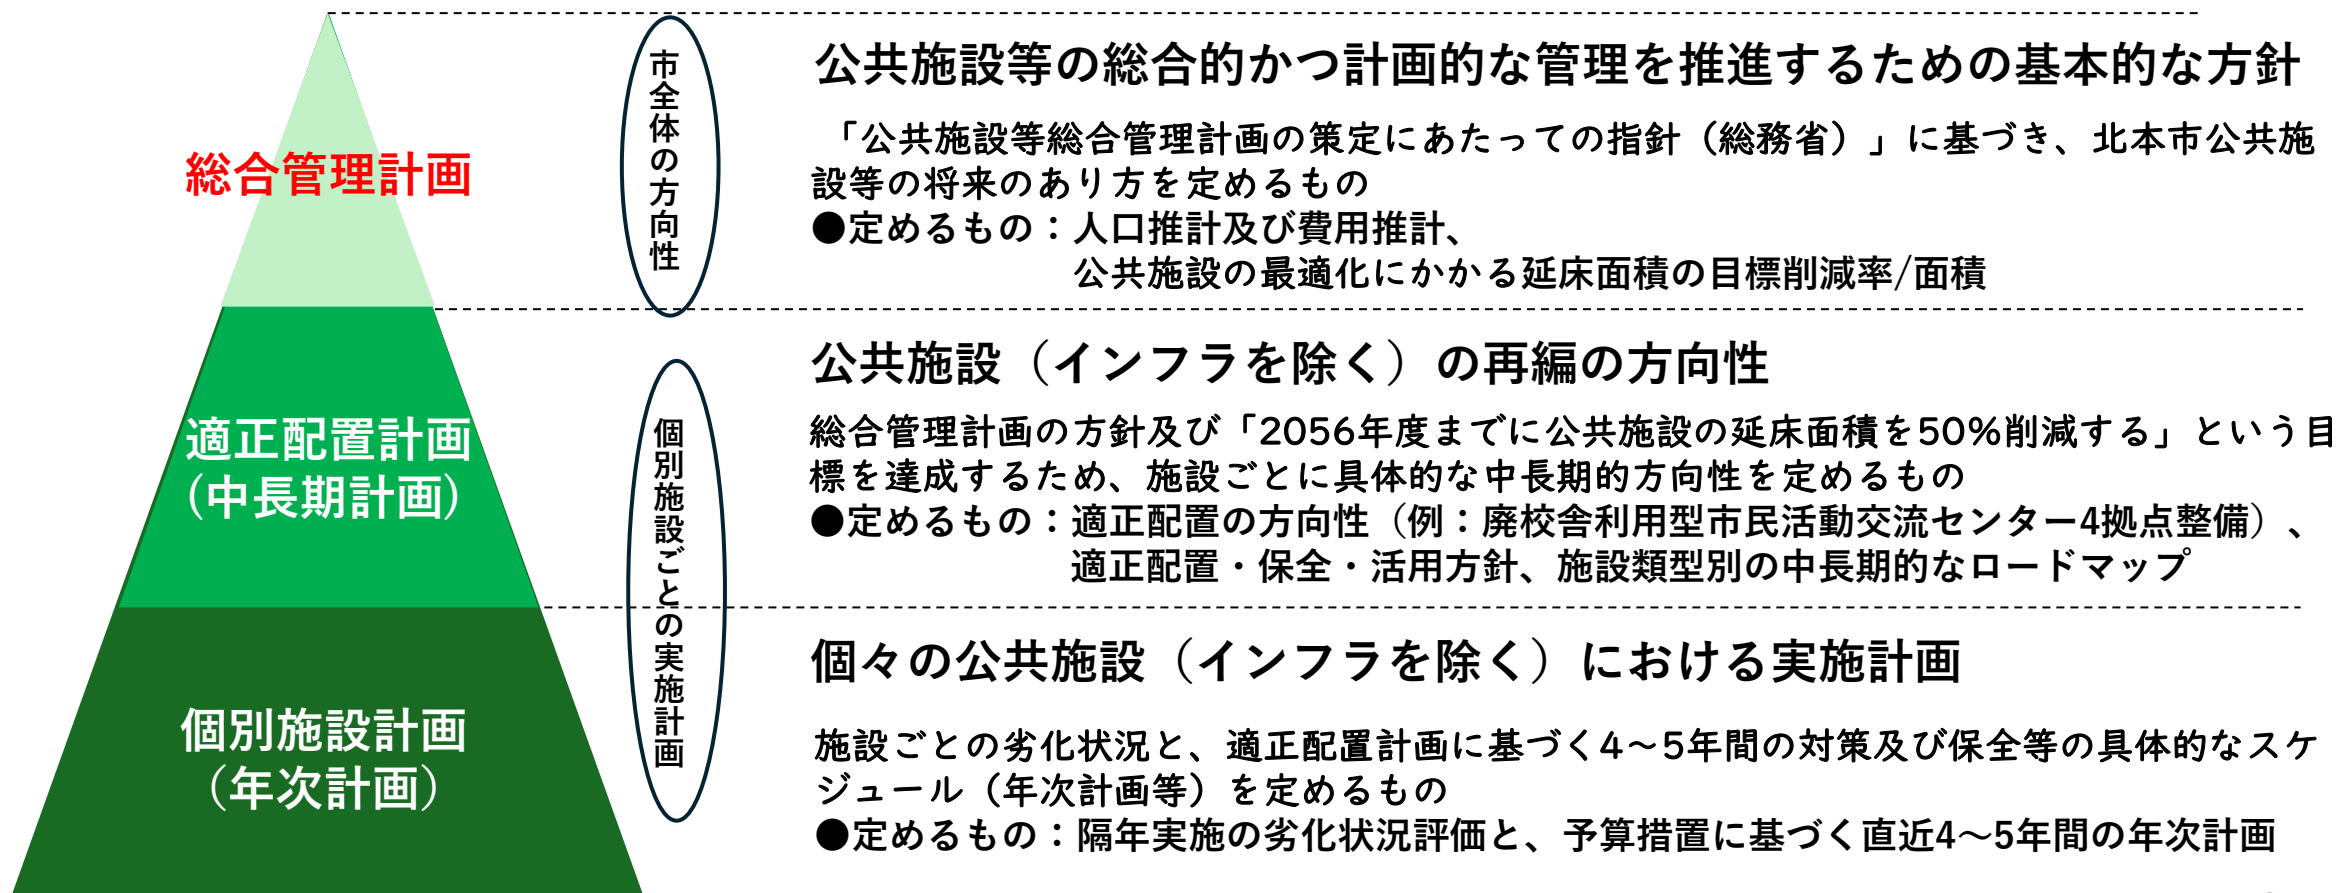 総合管理計画
市全体の方向性
公共施設等の総合的かつ計画的な管理を推進するための基本的な方針
「公共施設等総合管理計画の策定にあたっての指針（総務省）」に基づき、北本市公共施
設等の将来のあり方を定めるもの
●定めるもの：人口推計及び費用推計、
公共施設の最適化にかかる延床面積の目標削減率/面積
適正配置計画
（中長期計画）
個別施設ごとの実施計画
公共施設（インフラを除く）の再編の方向性
総合管理計画の方針及び「2056年度までに公共施設の延床面積を50%削減する」という目
標を達成するため、施設ごとに具体的な中長期的方向性を定めるもの
●定めるもの：適正配置の方向性（例：廃校舎利用型市民活動交流センター4拠点整備）、
適正配置・保全・活用方針、施設類型別の中長期的なロードマップ
個別施設計画
（年次計画）
個々の公共施設（インフラを除く）における実施計画
施設ごとの劣化状況と、適正配置計画に基づく4～5年間の対策及び保全等の具体的なスケ
ジュール（年次計画等）を定めるもの
●定めるもの：隔年実施の劣化状況評価と、予算措置に基づく直近4～5年間の年次計画